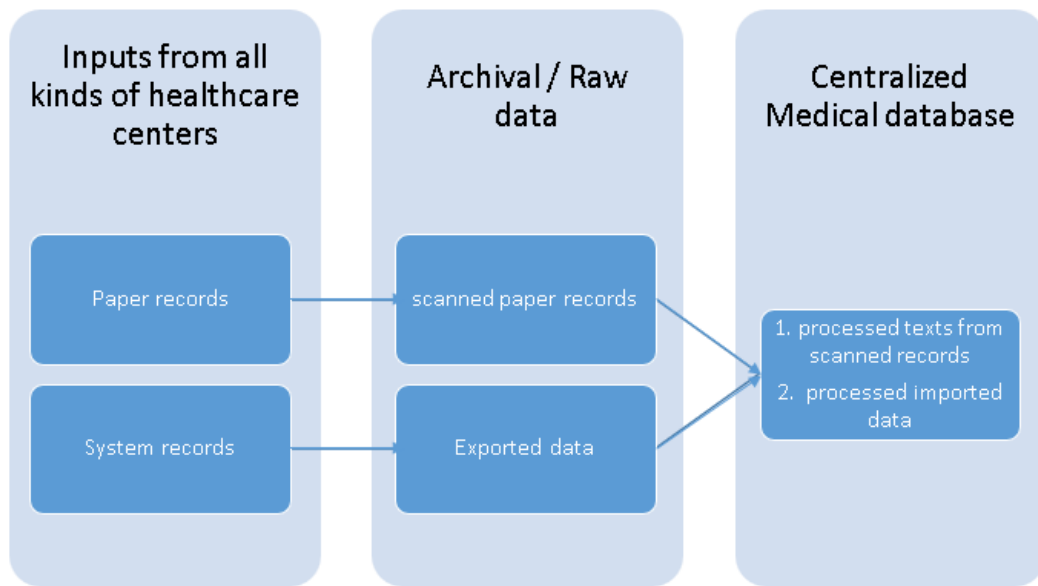 Inputs from all
kinds of healthcare
centers
Archival / Raw
data
Centralized
Medical database
Paper records
scanned paper records
1. processed texts from
scanned records
2. processed imported
data
System records
Exported data